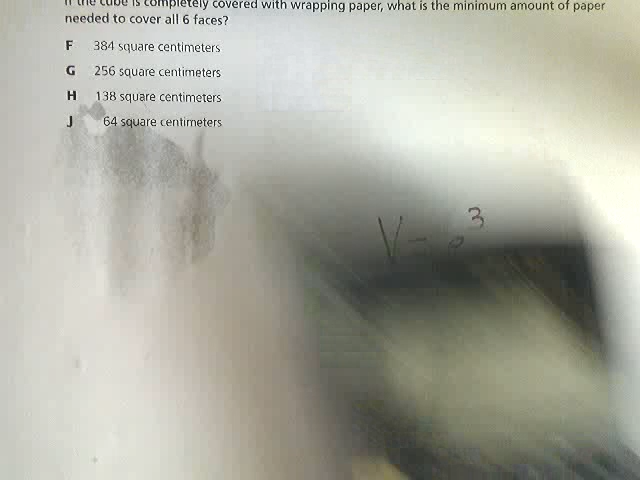 If the cube is completely covered with wrapping paper, what is the minimum amount of paper
needed to cover all 6 faces?
F 384 square centimeters
G 256 square centimeters
H 138 square centimeters
J 64 square centimeters
V = e³